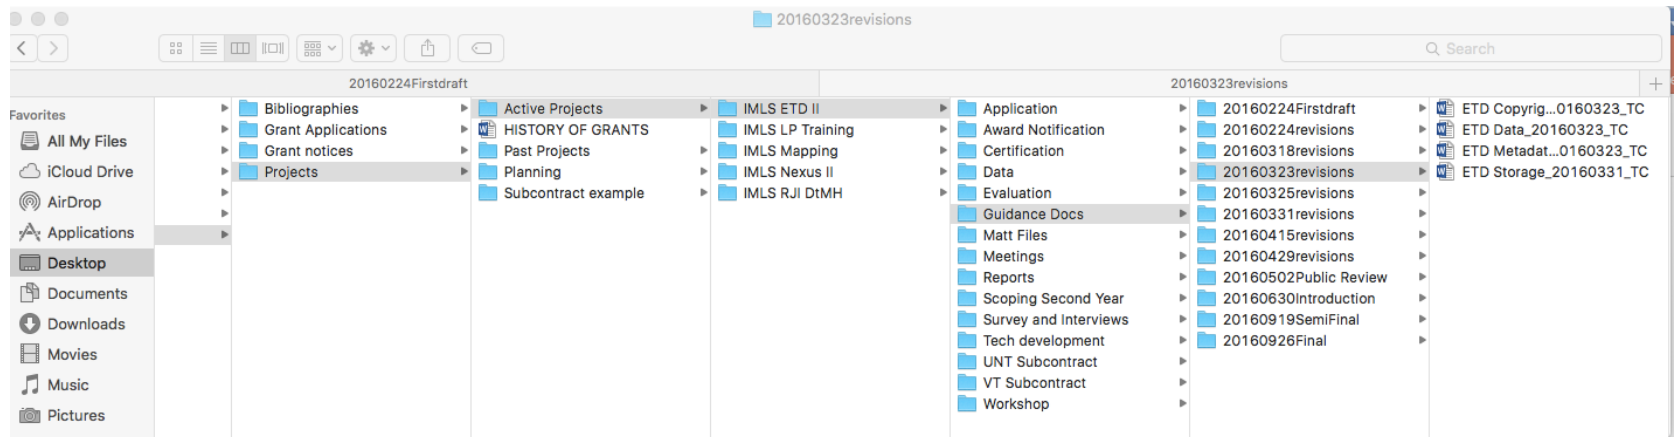 20160323revisions
Search
20160224Firstdraft
20160323revisions
Favorites
All My Files
iCloud Drive
AirDrop
Applications
Desktop
Documents
Downloads
Movies
Music
Pictures
Bibliographies
Grant Applications
Grant notices
Projects
Active Projects
HISTORY OF GRANTS
Past Projects
Planning
Subcontract example
IMLS ETD II
IMLS LP Training
IMLS Mapping
IMLS Nexus II
IMLS RJI DtMH
Application
Award Notification
Certification
Data
Evaluation
Guidance Docs
Matt Files
Meetings
Reports
Scoping Second Year
Survey and Interviews
Tech development
UNT Subcontract
VT Subcontract
Workshop
20160224Firstdraft
20160224revisions
20160318revisions
20160323revisions
20160325revisions
20160331revisions
20160415revisions
20160429revisions
20160502Public Review
20160630Introduction
20160919SemiFinal
20160926Final
ETD Copyrig...0160323_TC
ETD Data_20160323_TC
ETD Metadat...0160323_TC
ETD Storage_20160331_TC